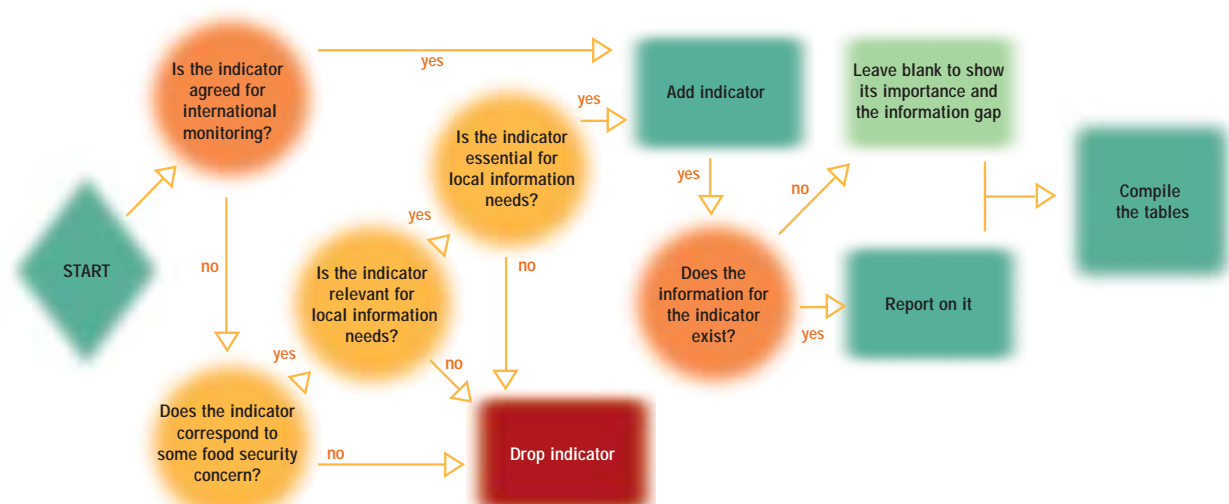 START
Is the indicator
agreed for
international
monitoring?
yes
no
Does the indicator
correspond to
some food security
concern?
yes
no
Is the indicator
relevant for
local information
needs?
yes
no
Is the indicator
essential for
local information
needs?
yes
no
Drop indicator
Add indicator
yes
Does the
information for
the indicator
exist?
no
yes
Leave blank to show
its importance and
the information gap
Report on it
Compile
the tables